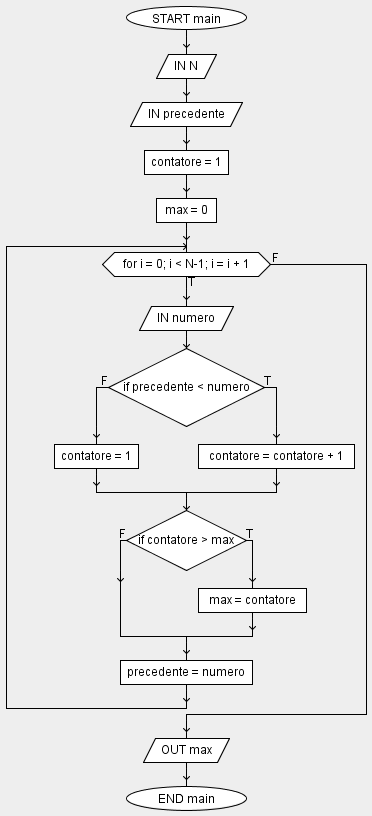 START main
IN N
IN precedente
contatore = 1
max = 0
for i = 0; i < N-1; i = i + 1
F
T
IN numero
if precedente < numero
F
T
contatore = 1
contatore = contatore + 1
if contatore > max
F
T
max = contatore
precedente = numero
OUT max
END main